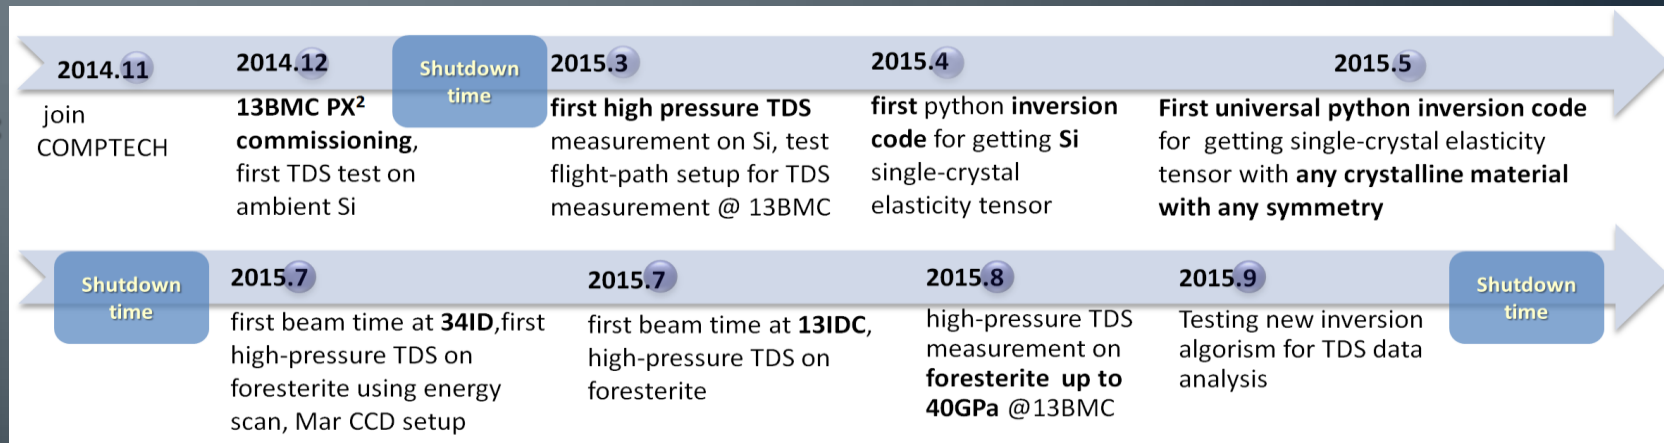 2014.11
join
COMPTECH
2014.12
13BMC PX²
commissioning,
first TDS test on
ambient Si
Shutdown
time
2015.3
first high pressure TDS
measurement on Si, test
flight-path setup for TDS
measurement @ 13BMC
2015.4
first python inversion
code for getting Si
single-crystal
elasticity tensor
2015.5
First universal python inversion code
for getting single-crystal elasticity
tensor with any crystalline material
with any symmetry
Shutdown
time
2015.7
first beam time at 34ID,first
high-pressure TDS on
foresterite using energy
scan, Mar CCD setup
2015.7
first beam time at 13IDC,
high-pressure TDS on
foresterite
2015.8
high-pressure TDS
measurement on
foresterite up to
40GPa @13BMC
2015.9
Testing new inversion
algorism for TDS data
analysis
Shutdown
time